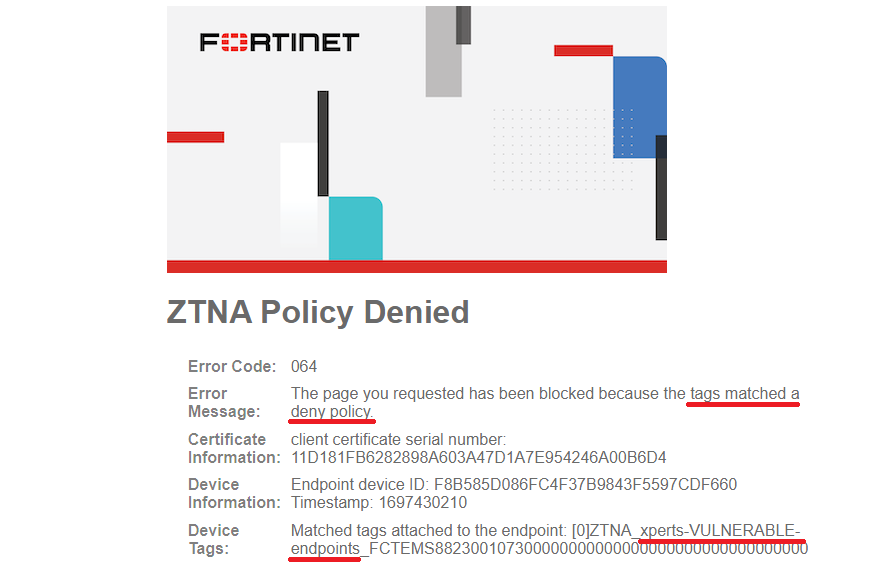 FORTINET
ZTNA Policy Denied
Error Code: 064
Error Message: The page you requested has been blocked because the tags matched a
deny policy.
Certificate Information: client certificate serial number:
11D181FB6282898A603A47D1A7E954246A00B6D4
Device Information: Endpoint device ID: F8B585D086FC4F37B9843F5597CDF660
Timestamp: 1697430210
Device Tags: Matched tags attached to the endpoint: [0]ZTNA_xperts-VULNERABLE-
endpoints_FCTEMS8823001073000000000000000000000000000000